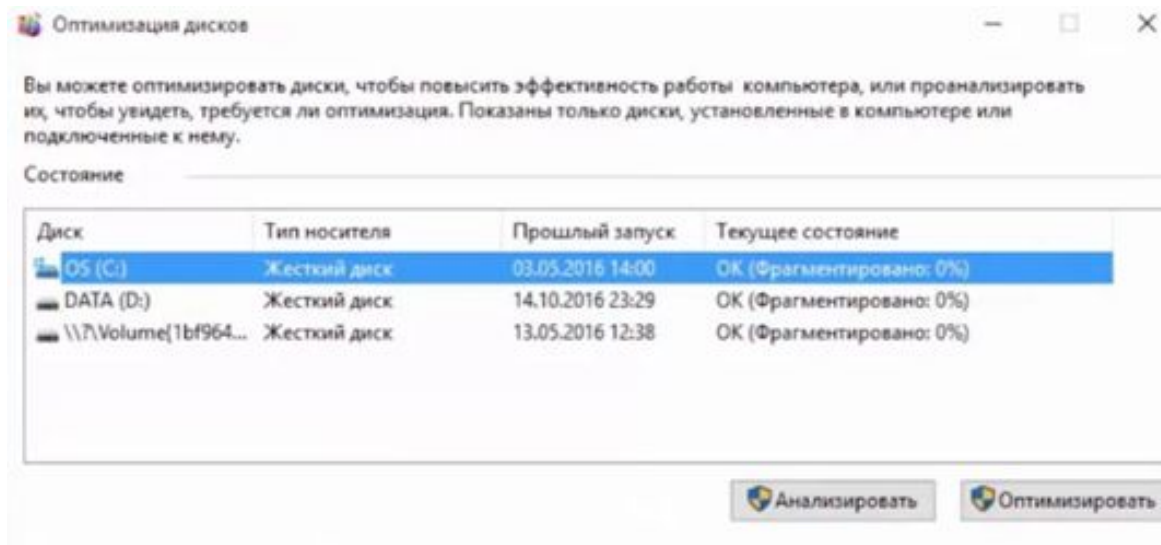 Оптимизация дисков
Вы можете оптимизировать диски, чтобы повысить эффективность работы компьютера, или проанализировать
их, чтобы увидеть, требуется ли оптимизация. Показаны только диски, установленные в компьютере или
подключенные к нему.
Состояние
Диск Тип носителя Прошлый запуск Текущее состояние
OS (C:) Жесткий диск 03.05.2016 14:00 ОК (Фрагментировано: 0%)
DATA (D:) Жесткий диск 14.10.2016 23:29 ОК (Фрагментировано: 0%)
\\?\Volume{1bf964... Жесткий диск 13.05.2016 12:38 ОК (Фрагментировано: 0%)
Анализировать Оптимизировать